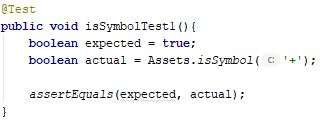 @Test
public void isSymbolTest1(){
boolean expected = true;
boolean actual = Assets.isSymbol( c: '+');
assertEquals(expected, actual);
}